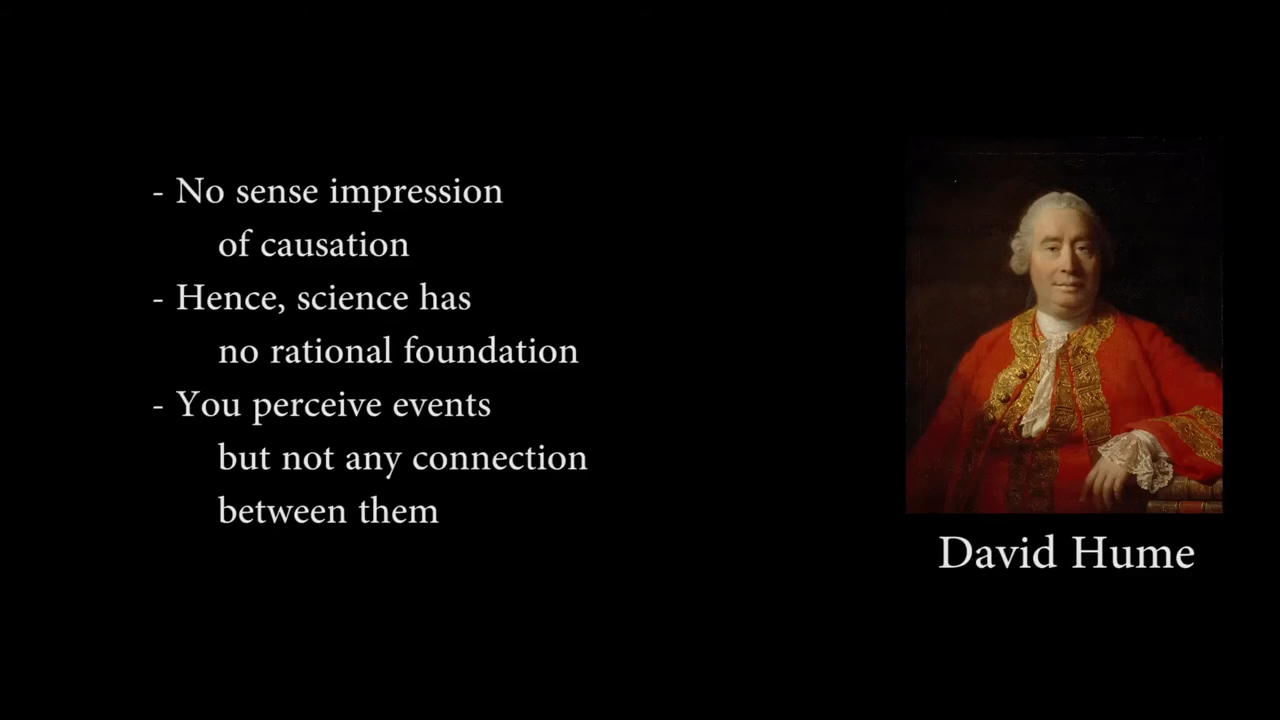 - No sense impression
of causation
- Hence, science has
no rational foundation
- You perceive events
but not any connection
between them
David Hume